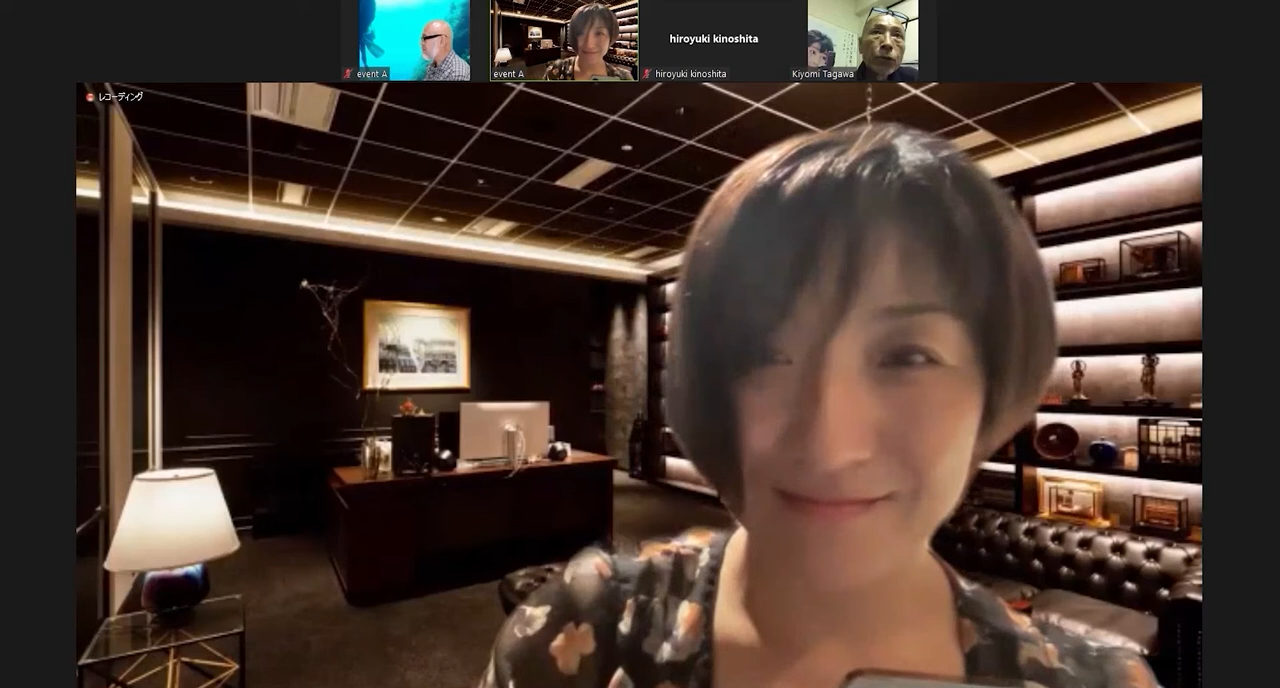 hiroyuki kinoshita
event A
event A
hiroyuki kinoshita
Kiyomi Tagawa
レコーディング